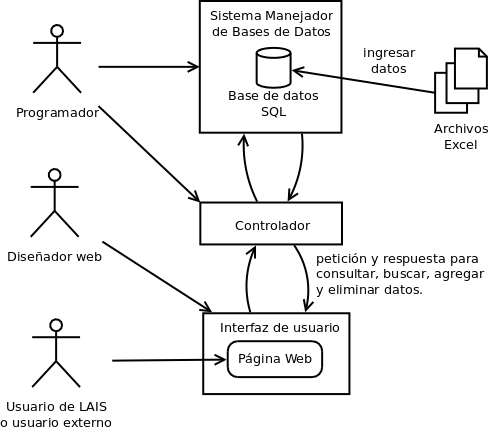 Sistema Manejador
de Bases de Datos
Base de datos
SQL
ingresar
datos
Archivos
Excel
Programador
Controlador
Diseñador web
petición y respuesta para
consultar, buscar, agregar
y eliminar datos.
Interfaz de usuario
Página Web
Usuario de LAIS
o usuario externo